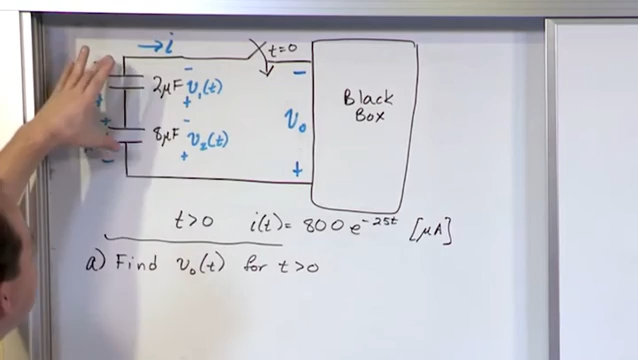 → i
t=0
2μF v₁(t)
8μF v₂(t)
v₀
Black
Box
t>0 i(t) = 800 e^{-25t} [μA]
a) Find v₀(t) for t>0